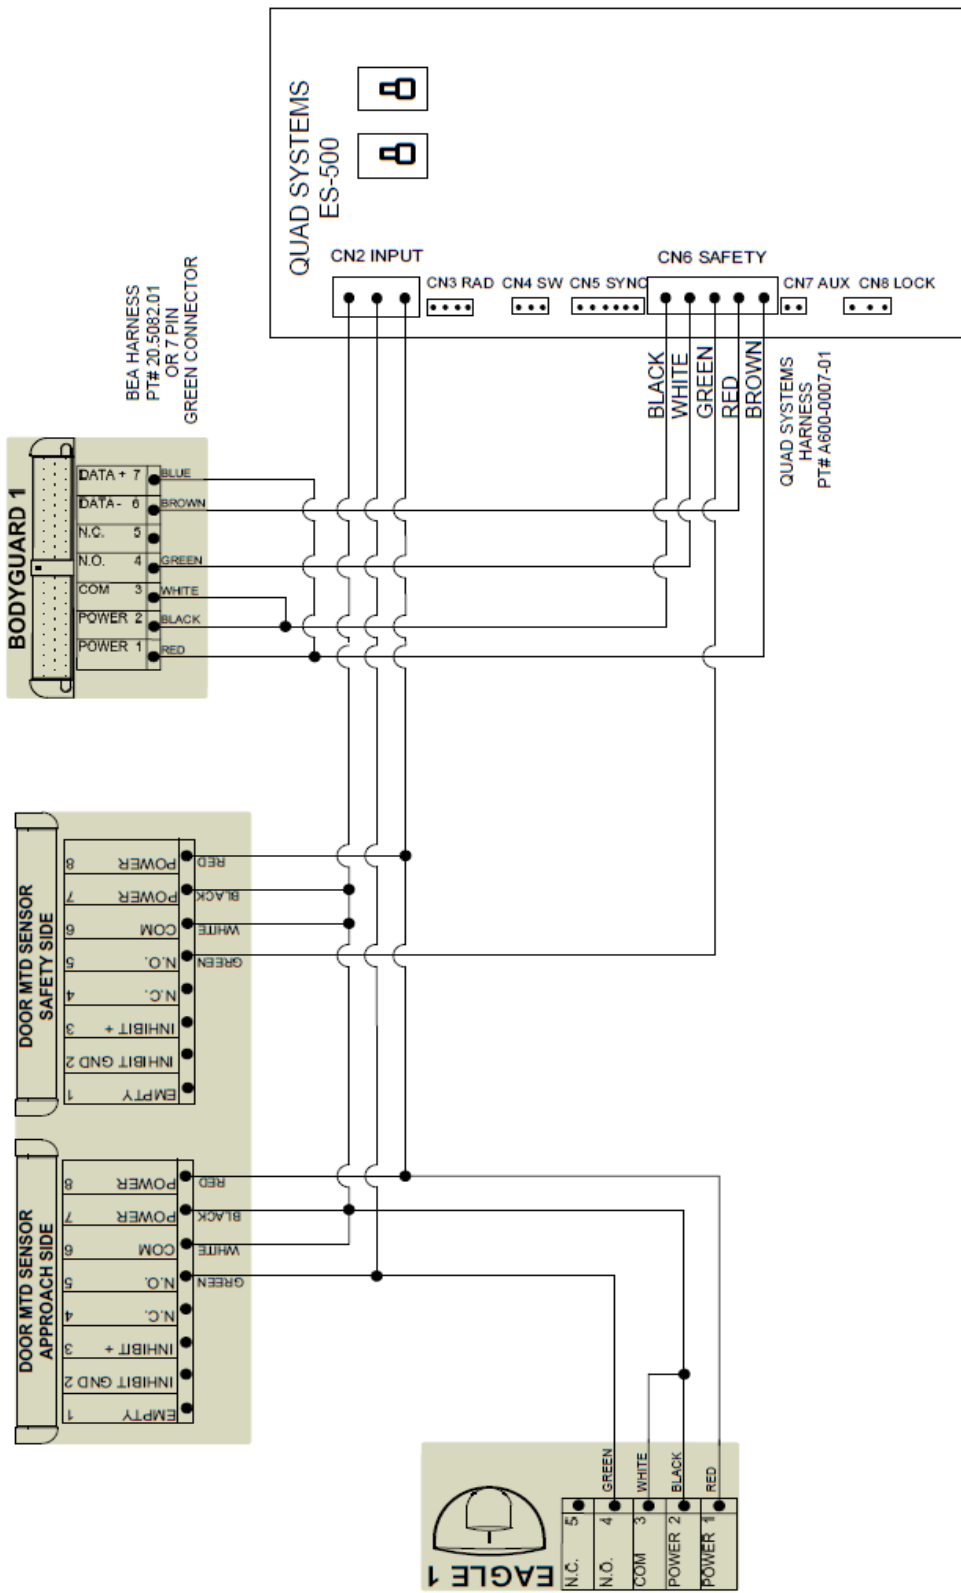 QUAD SYSTEMS
ES-500
CN2 INPUT
CN3 RAD
CN4 SW
CN5 SYNC
CN6 SAFETY
CN7 AUX
CN8 LOCK
BLACK
WHITE
GREEN
RED
BROWN
QUAD SYSTEMS
HARNESS
PT# A600-0007-01
BEA HARNESS
PT# 20.5082.01
OR 7 PIN
GREEN CONNECTOR
BODYGUARD 1
DATA + 7 BLUE
DATA- 6 BROWN
N.C. 5
N.O. 4 GREEN
COM 3 WHITE
POWER 2 BLACK
POWER 1 RED
DOOR MTD SENSOR
SAFETY SIDE
8 POWER RED
7 POWER BLACK
6 COM WHITE
5 N.O. GREEN
4 N.C.
3 INHIBIT +
INHIBIT GND 2
1 EMPTY
DOOR MTD SENSOR
APPROACH SIDE
8 POWER RED
7 POWER BLACK
6 COM WHITE
5 N.O. GREEN
4 N.C.
3 INHIBIT +
INHIBIT GND 2
1 EMPTY
EAGLE 1
N.C. 5
N.O. 4 GREEN
COM 3 WHITE
POWER 2 BLACK
POWER 1 RED